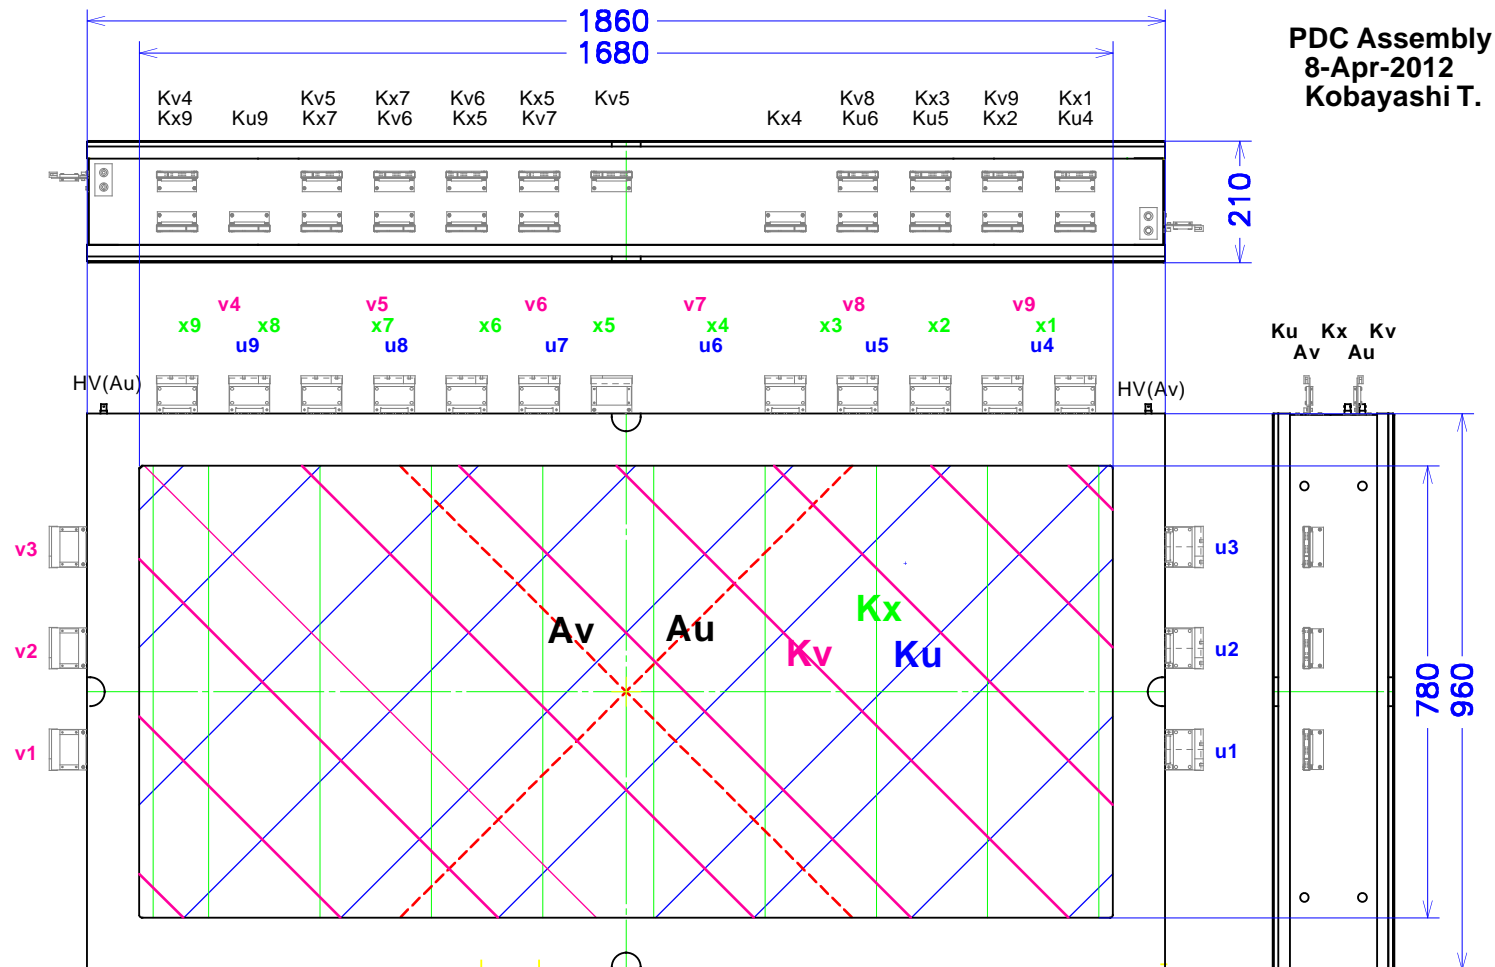 1860
1680
PDC Assembly
8-Apr-2012
Kobayashi T.
Kv4 Kv5 Kx7 Kv6 Kx5 Kv5 Kv8 Kx3 Kv9 Kx1
Kx9 Ku9 Kx7 Kv6 Kx5 Kv7 Kx4 Ku6 Ku5 Kx2 Ku4
210
v4 v5 v6 v7 v8 v9
x9 x8 x7 x6 x5 x4 x3 x2 x1
u9 u8 u7 u6 u5 u4
Ku Kx Kv
Av Au
HV(Au)
HV(Av)
v3
u3
Kx
Av Au
v2 Kv Ku u2
780
960
v1
u1